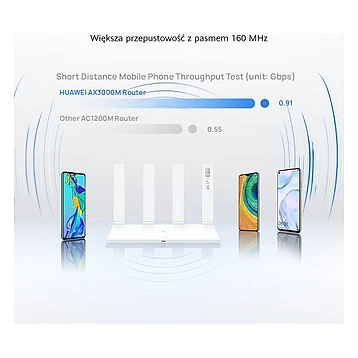 Większa przepustowość z pasmem 160 MHz
Short Distance Mobile Phone Throughput Test (unit: Gbps)
HUAWEI AX3000M Router
0.91
Other AC1200M Router
0.55